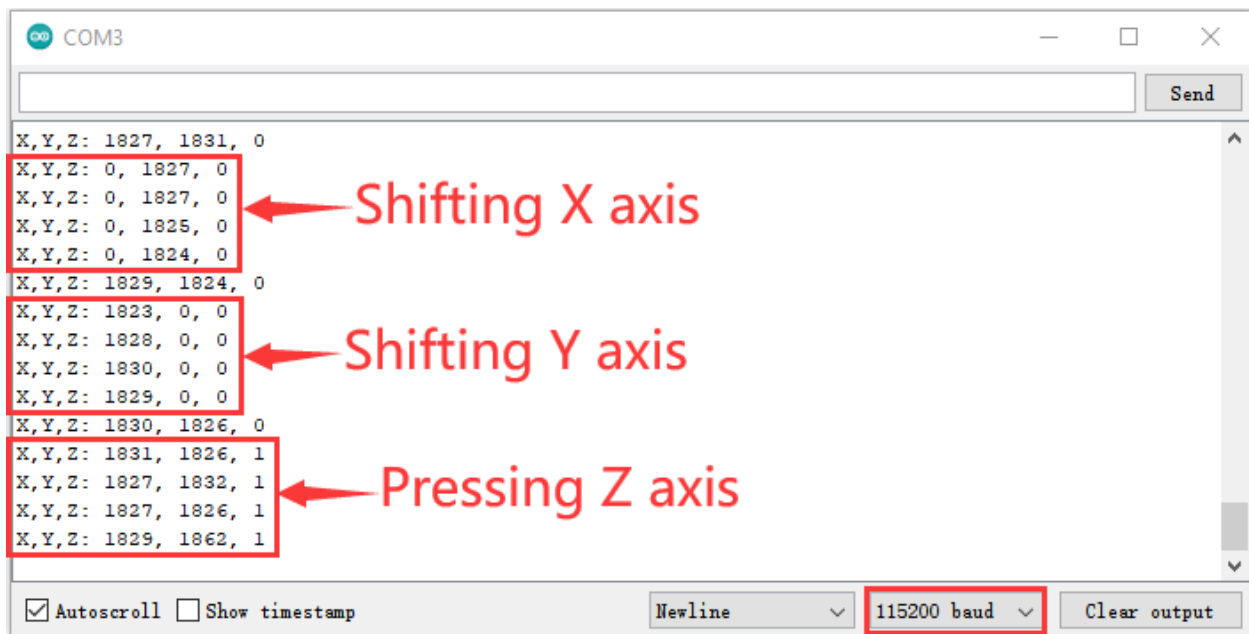 COM3
Send
X,Y,Z: 1827, 1831, 0
X,Y,Z: 0, 1827, 0
X,Y,Z: 0, 1827, 0
Shifting X axis
X,Y,Z: 0, 1825, 0
X,Y,Z: 0, 1824, 0
X,Y,Z: 1829, 1824, 0
X,Y,Z: 1823, 0, 0
X,Y,Z: 1828, 0, 0
Shifting Y axis
X,Y,Z: 1830, 0, 0
X,Y,Z: 1829, 0, 0
X,Y,Z: 1830, 1826, 0
X,Y,Z: 1831, 1826, 1
X,Y,Z: 1827, 1832, 1
Pressing Z axis
X,Y,Z: 1827, 1826, 1
X,Y,Z: 1829, 1862, 1
Autoscroll Show timestamp Newline 115200 baud Clear output